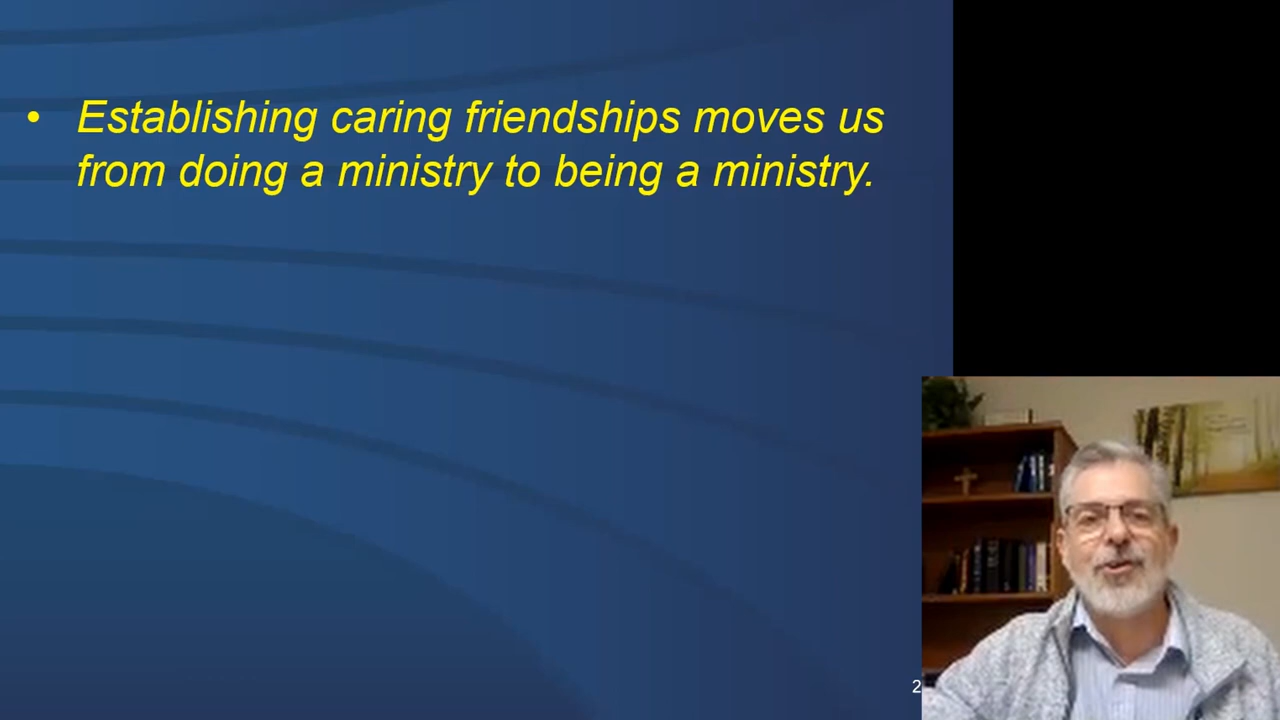 • Establishing caring friendships moves us
from doing a ministry to being a ministry.
2